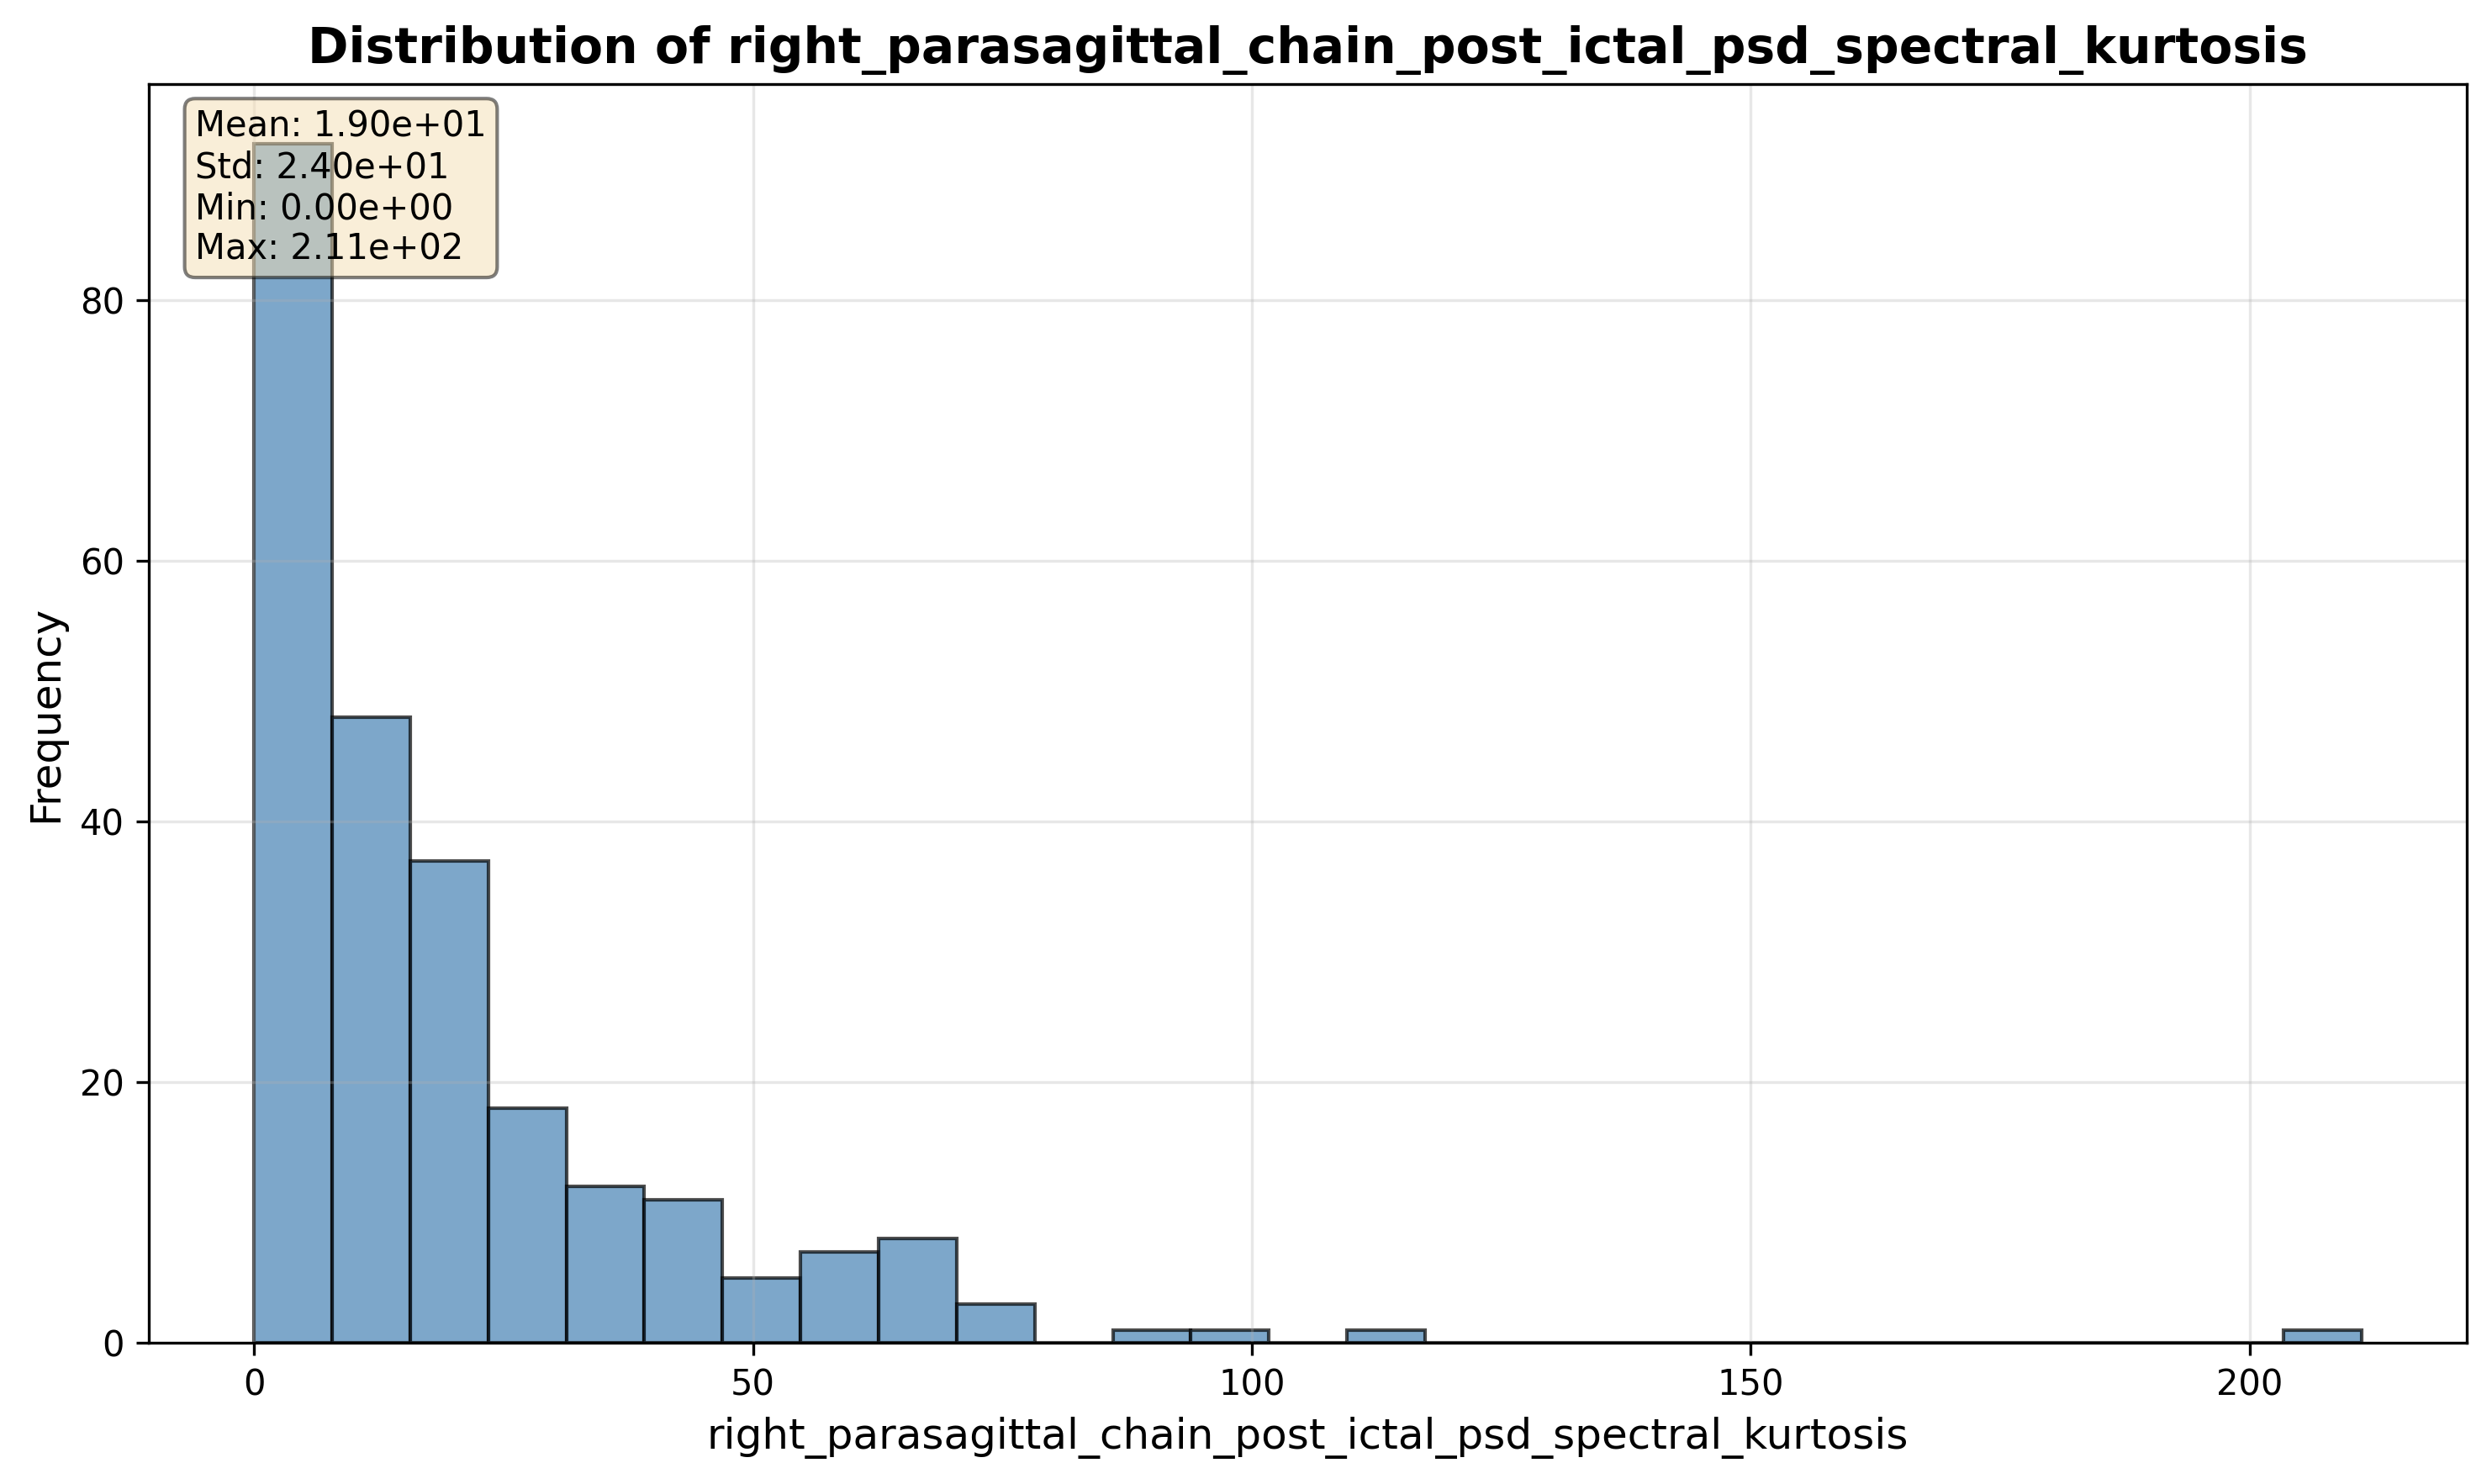 Distribution of right_parasagittal_chain_post_ictal_psd_spectral_kurtosis
Mean: 1.90e+01
Std: 2.40e+01
Min: 0.00e+00
Max: 2.11e+02
80
60
40
20
0
Frequency
0 50 100 150 200
right_parasagittal_chain_post_ictal_psd_spectral_kurtosis